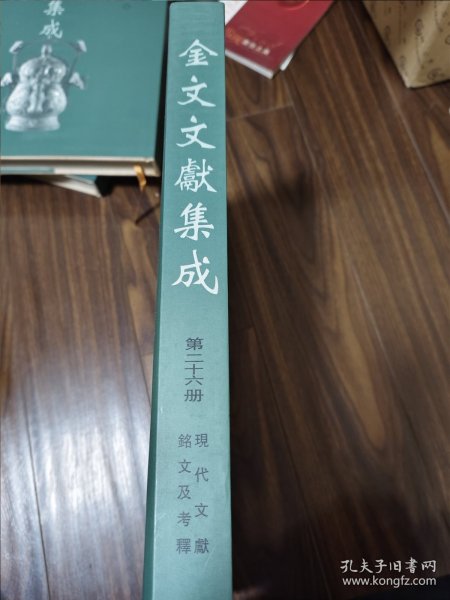 金文文獻集成
第二十六册
現代文獻
銘文及考釋
集成
孔夫子旧书网
www.kongfz.com